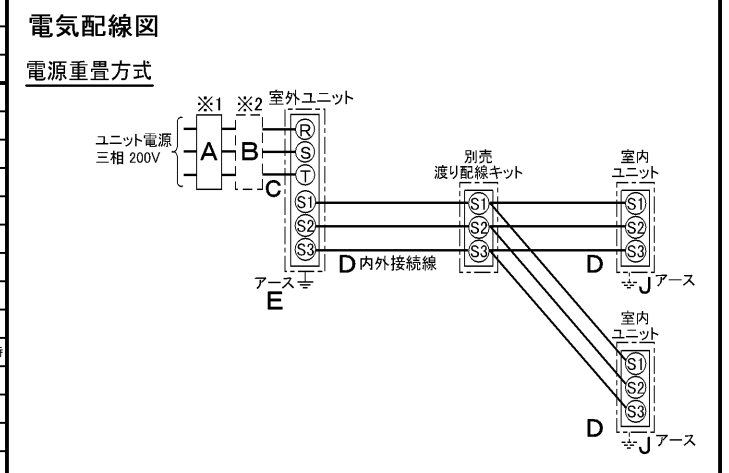 電気配線図
電源重畳方式
※1 ※2 室外ユニット
ユニット電源
三相 200V
A
B
C
R
S
T
S1
S2
S3
D 内外接続線
アース
E
別売
渡り配線キット
S1
S2
S3
室内
ユニット
S1
S2
S3
D
J アース
室内
ユニット
S1
S2
S3
D
J アース